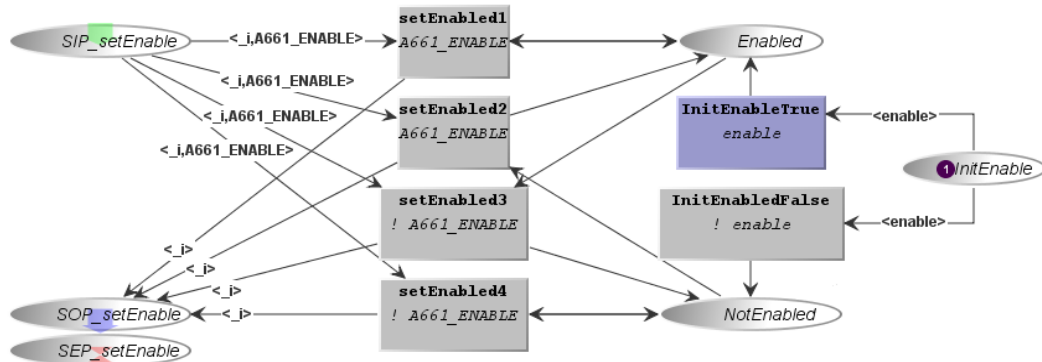 SIP_setEnable
<_i,A661_ENABLE>
setEnabled1
A661_ENABLE
Enabled
<_i,A661_ENABLE>
setEnabled2
A661_ENABLE
InitEnableTrue
enable
<enable>
<_i,A661_ENABLE>
<_i,A661_ENABLE>
1
InitEnable
setEnabled3
! A661_ENABLE
InitEnabledFalse
! enable
<enable>
<_i>
<_i>
<_i>
setEnabled4
! A661_ENABLE
SOP_setEnable
<_i>
NotEnabled
SEP_setEnable